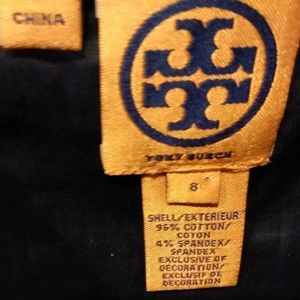 CHINA
TORY BURCH
8
SHELL/EXTERIEUR
96% COTTON/
COTON
4% SPANDEX/
SPANDEX
EXCLUSIVE OF
DECORATION/
EXCLUSIF DE
DECORATION